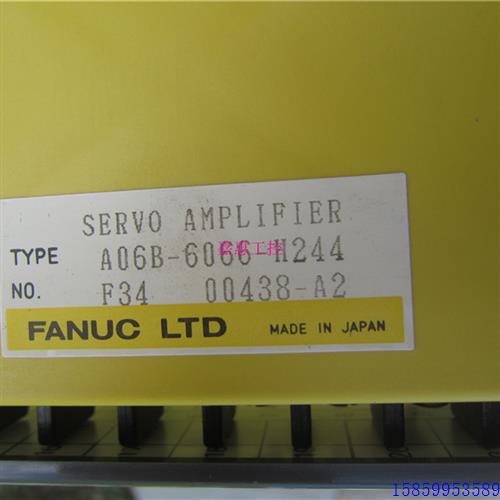 SERVO AMPLIFIER
TYPE A06B-6066-H244
NO. F34 00438-A2
FANUC LTD MADE IN JAPAN
15859953589